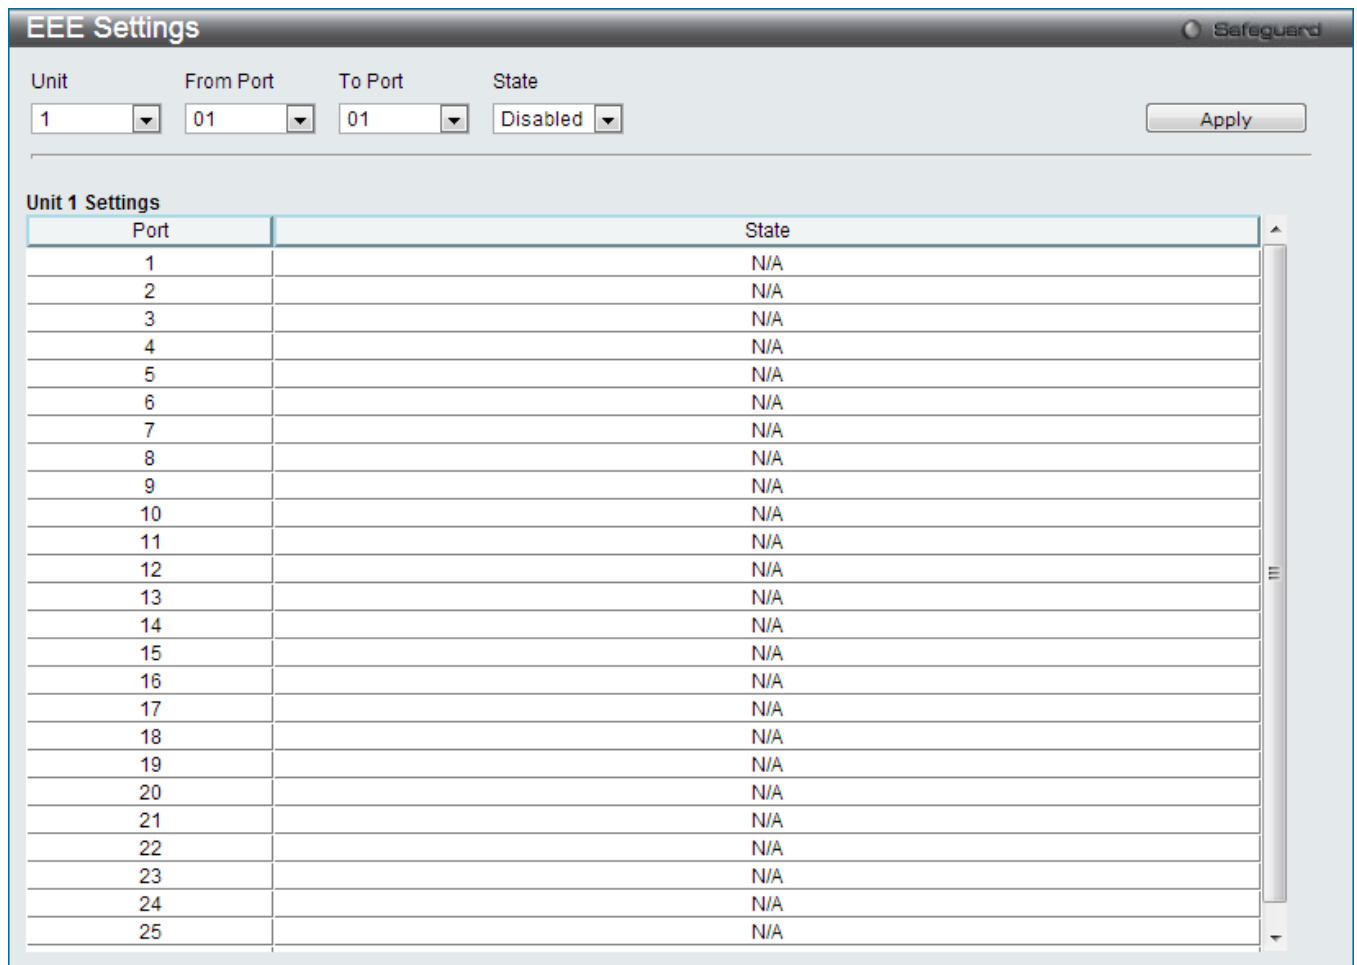 EEE Settings
Safeguard
Unit From Port To Port State
1 01 01 Disabled Apply
Unit 1 Settings
Port State
1 N/A
2 N/A
3 N/A
4 N/A
5 N/A
6 N/A
7 N/A
8 N/A
9 N/A
10 N/A
11 N/A
12 N/A
13 N/A
14 N/A
15 N/A
16 N/A
17 N/A
18 N/A
19 N/A
20 N/A
21 N/A
22 N/A
23 N/A
24 N/A
25 N/A